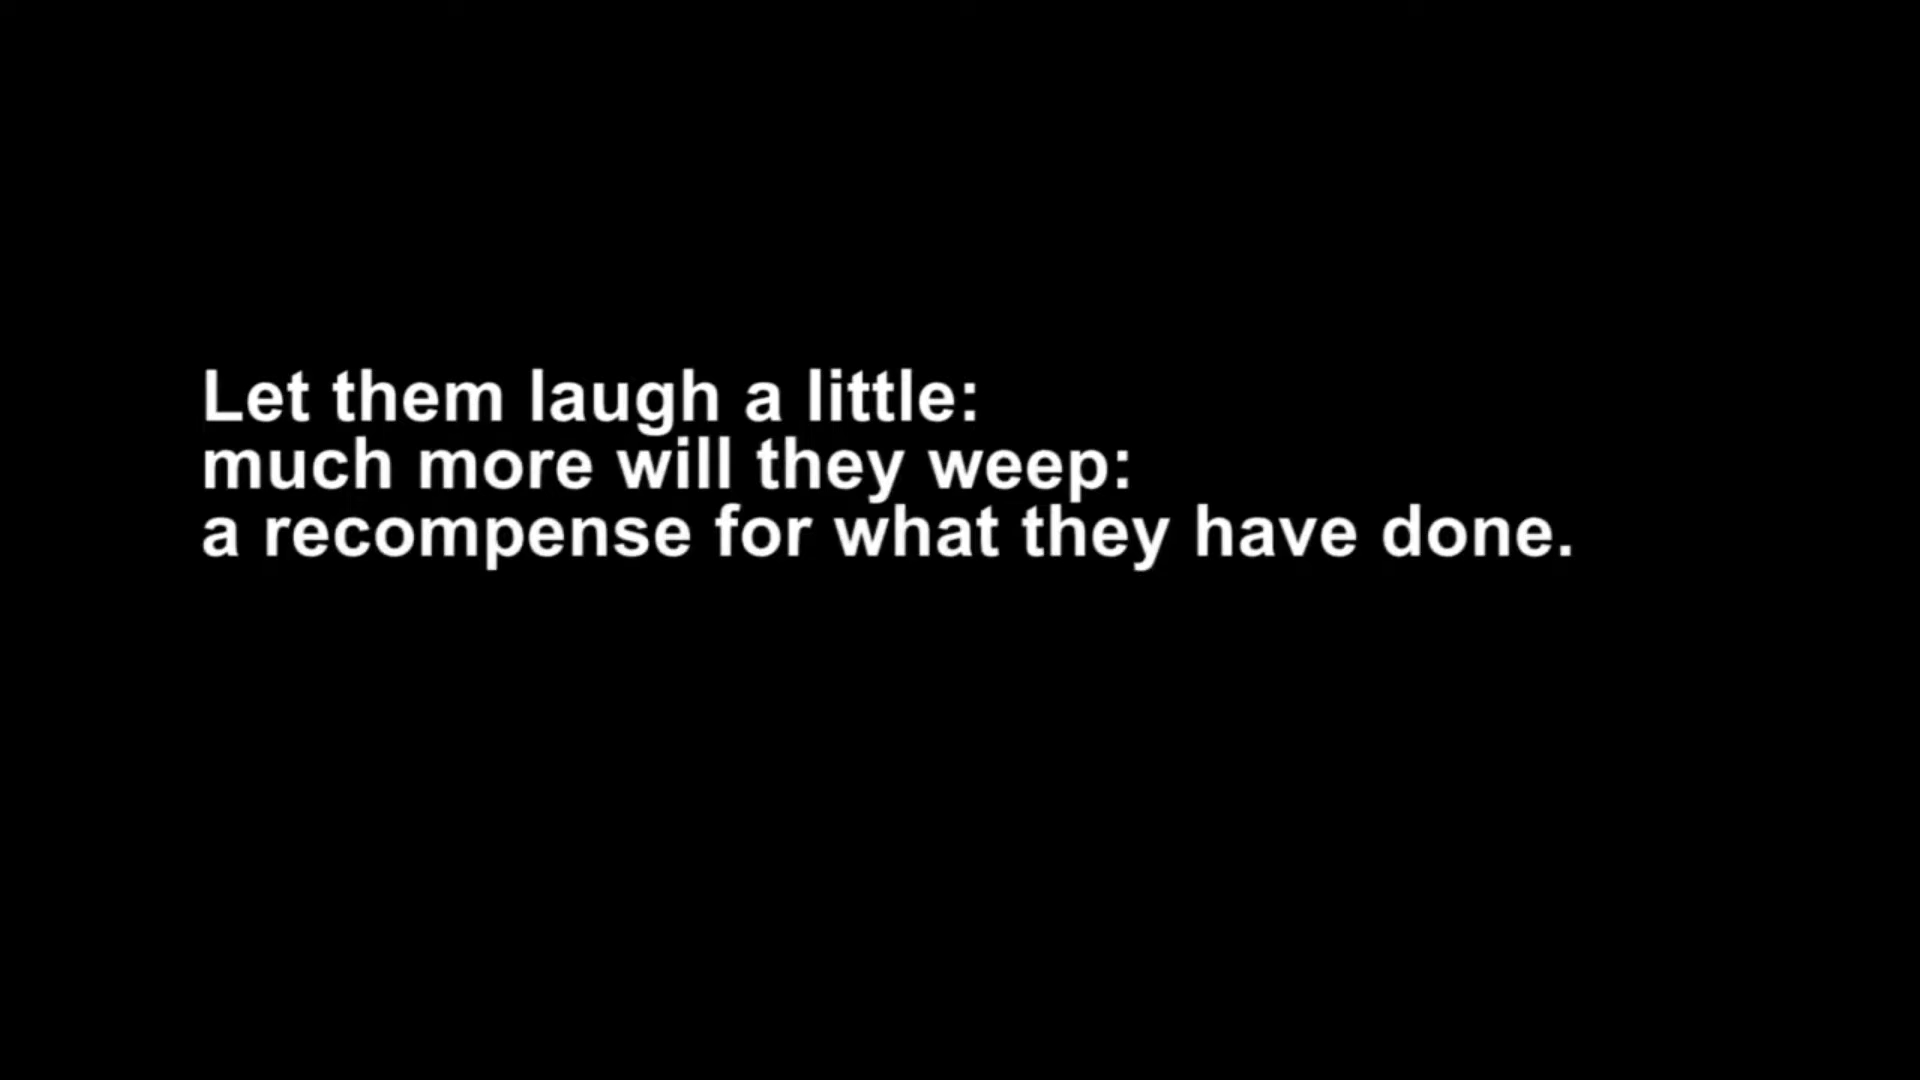 Let them laugh a little:
much more will they weep:
a recompense for what they have done.